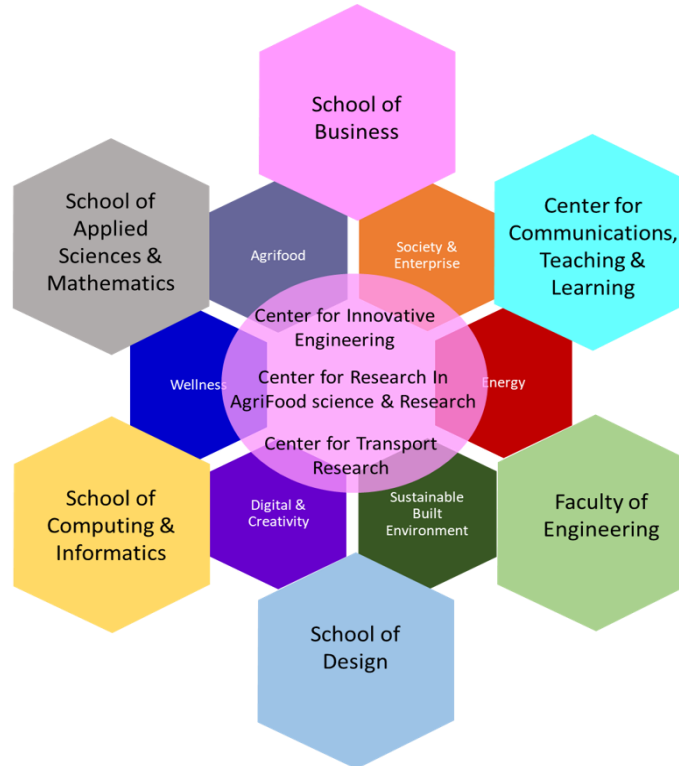 School of
Business
School of
Applied
Sciences &
Mathematics
Agrifood
Society &
Enterprise
Center for
Communications,
Teaching &
Learning
Center for Innovative
Engineering
Wellness
Center for Research In
AgriFood science & Research
Energy
Center for Transport
Research
School of
Computing &
Informatics
Digital &
Creativity
Sustainable
Built
Environment
Faculty of
Engineering
School of
Design